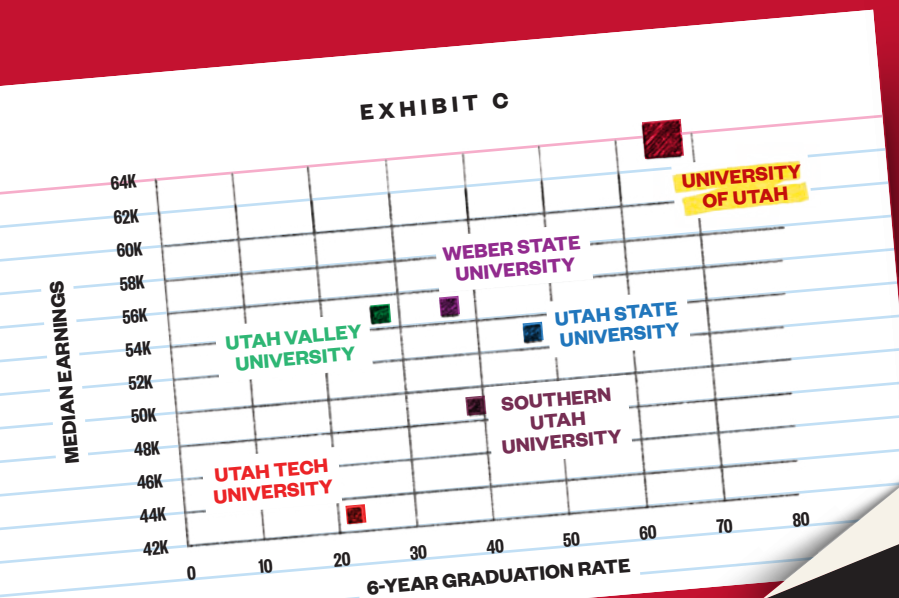 EXHIBIT C
64K
62K
60K
58K
56K
54K
52K
50K
48K
46K
44K
42K
MEDIAN EARNINGS
UNIVERSITY
OF UTAH
WEBER STATE
UNIVERSITY
UTAH STATE
UNIVERSITY
UTAH VALLEY
UNIVERSITY
SOUTHERN
UTAH
UNIVERSITY
UTAH TECH
UNIVERSITY
0 10 20 30 40 50 60 70 80
6-YEAR GRADUATION RATE